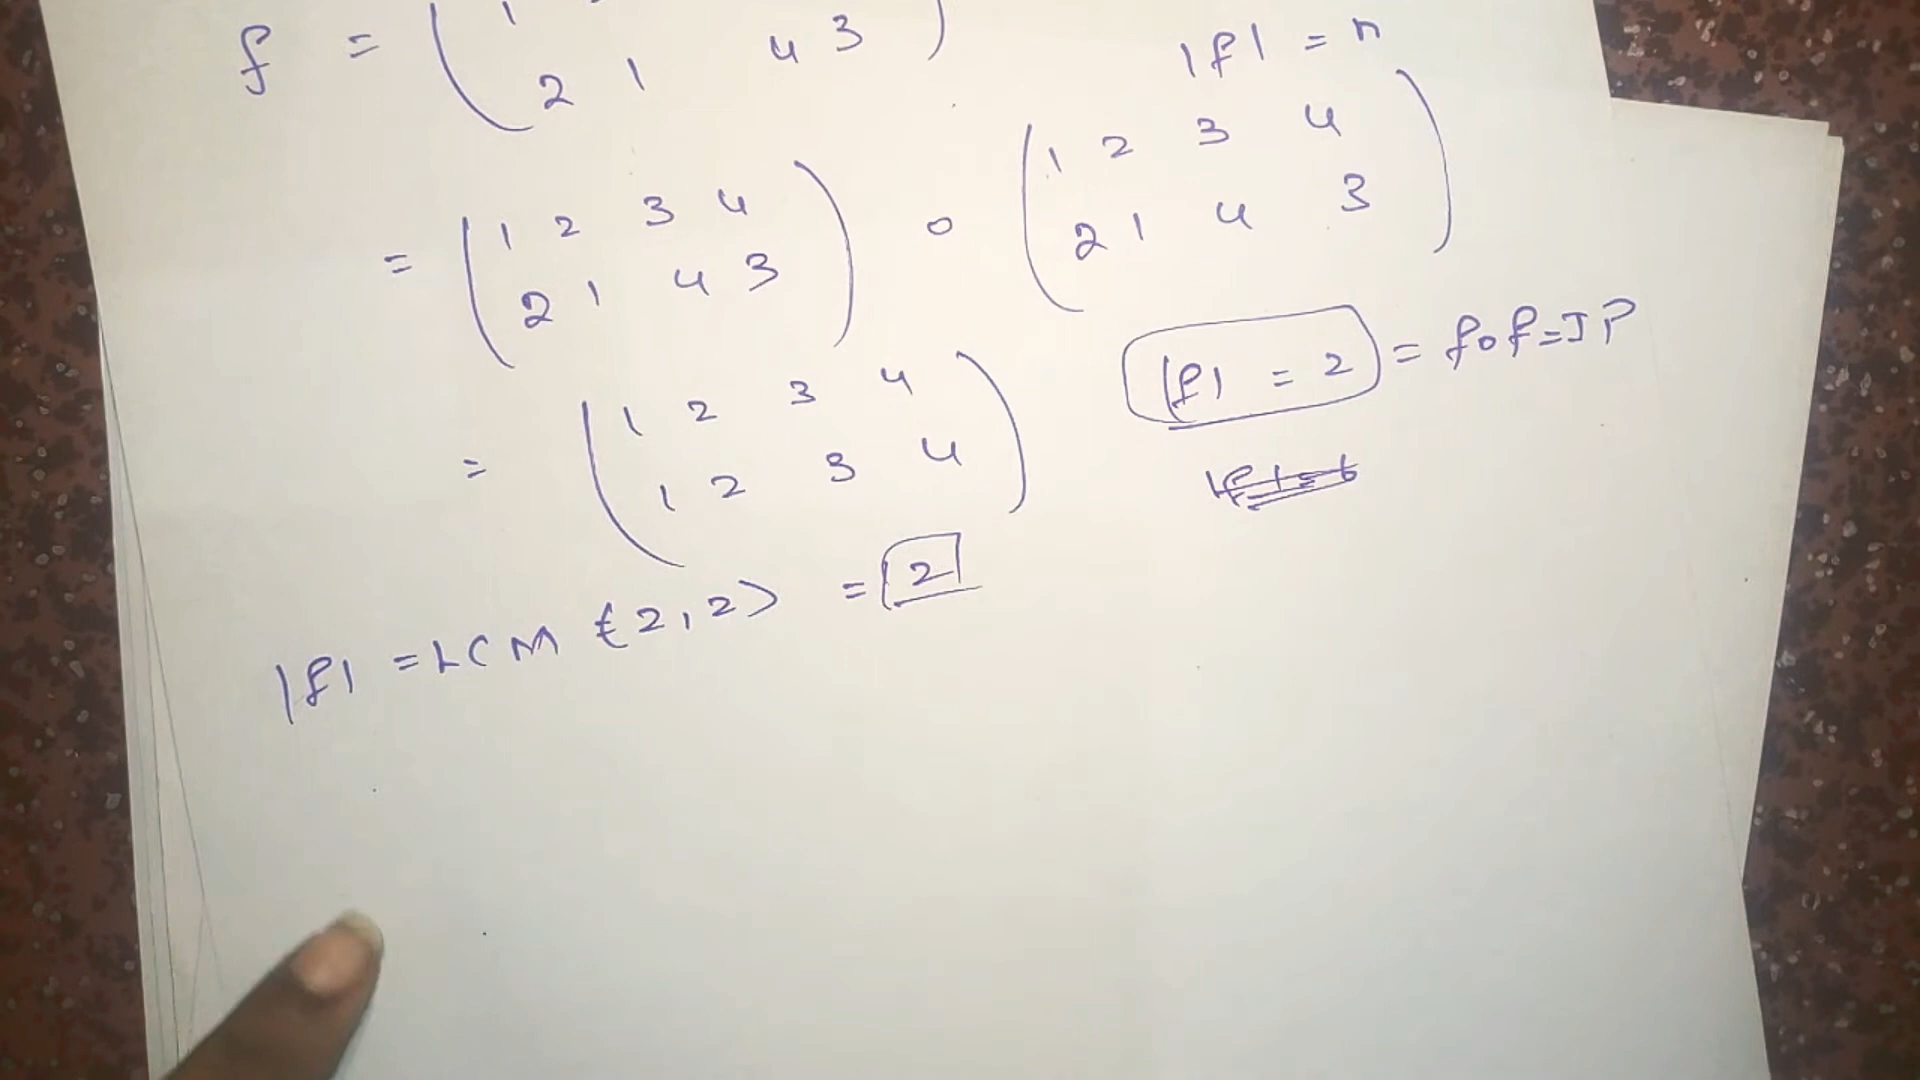 f = ( 1
2 1 4 3 )
|f| = n
= ( 1 2 3 4 ) o ( 1 2 3 4 )
( 2 1 4 3 ) ( 2 1 4 3 )
= ( 1 2 3 4 )
( 1 2 3 4 )
|f| = 2 = fof=IP
|f| = LCM {2,2} = 2